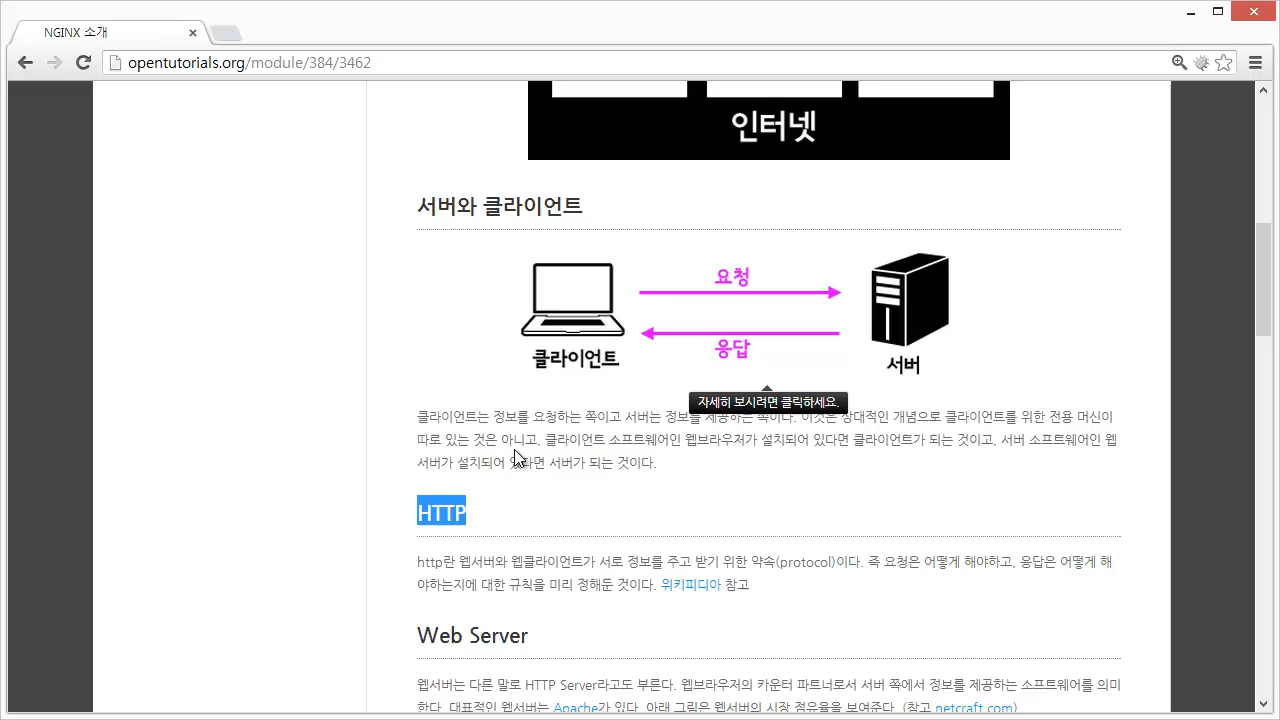 NGINX 소개
opentutorials.org/module/384/3462
인터넷
서버와 클라이언트
요청
응답
클라이언트
서버
자세히 보시려면 클릭하세요.
클라이언트는 정보를 요청하는 쪽이고 서버는 정보를 제공하는 쪽이다. 이것은 상대적인 개념으로 클라이언트를 위한 전용 머신이
따로 있는 것은 아니고, 클라이언트 소프트웨어인 웹브라우저가 설치되어 있다면 클라이언트가 되는 것이고, 서버 소프트웨어인 웹
서버가 설치되어 있다면 서버가 되는 것이다.
HTTP
http란 웹서버와 웹클라이언트가 서로 정보를 주고 받기 위한 약속(protocol)이다. 즉 요청은 어떻게 해야하고, 응답은 어떻게 해
야하는지에 대한 규칙을 미리 정해둔 것이다. 위키피디아 참고
Web Server
웹서버는 다른 말로 HTTP Server라고도 부른다. 웹브라우저의 카운터 파트너로서 서버 쪽에서 정보를 제공하는 소프트웨어를 의미
한다. 대표적인 웹서버는 Apache가 있다. 아래 그림은 웹서버의 시장 점유율을 보여준다. (참고 netcraft.com)